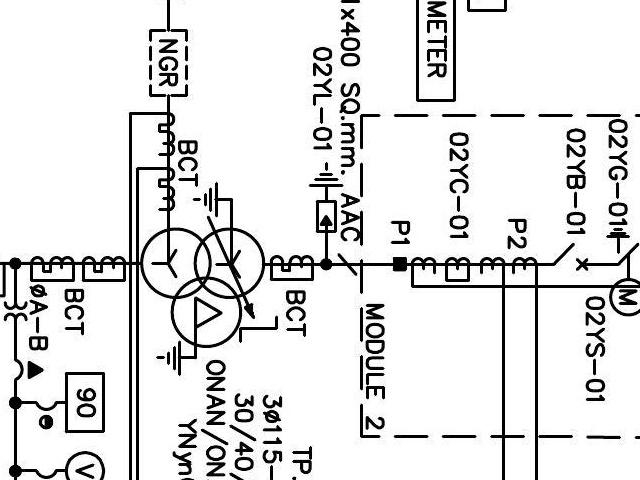 METER
1x400 SQ.mm. AAC
02YL-01
NGR
BCT
02YG-01
02YB-01
02YC-01
P2
P1
M
02YS-01
MODULE 2
BCT
BCT
ØA-B
90
V
TP.
3Ø115-
30/40/
ONAN/ON